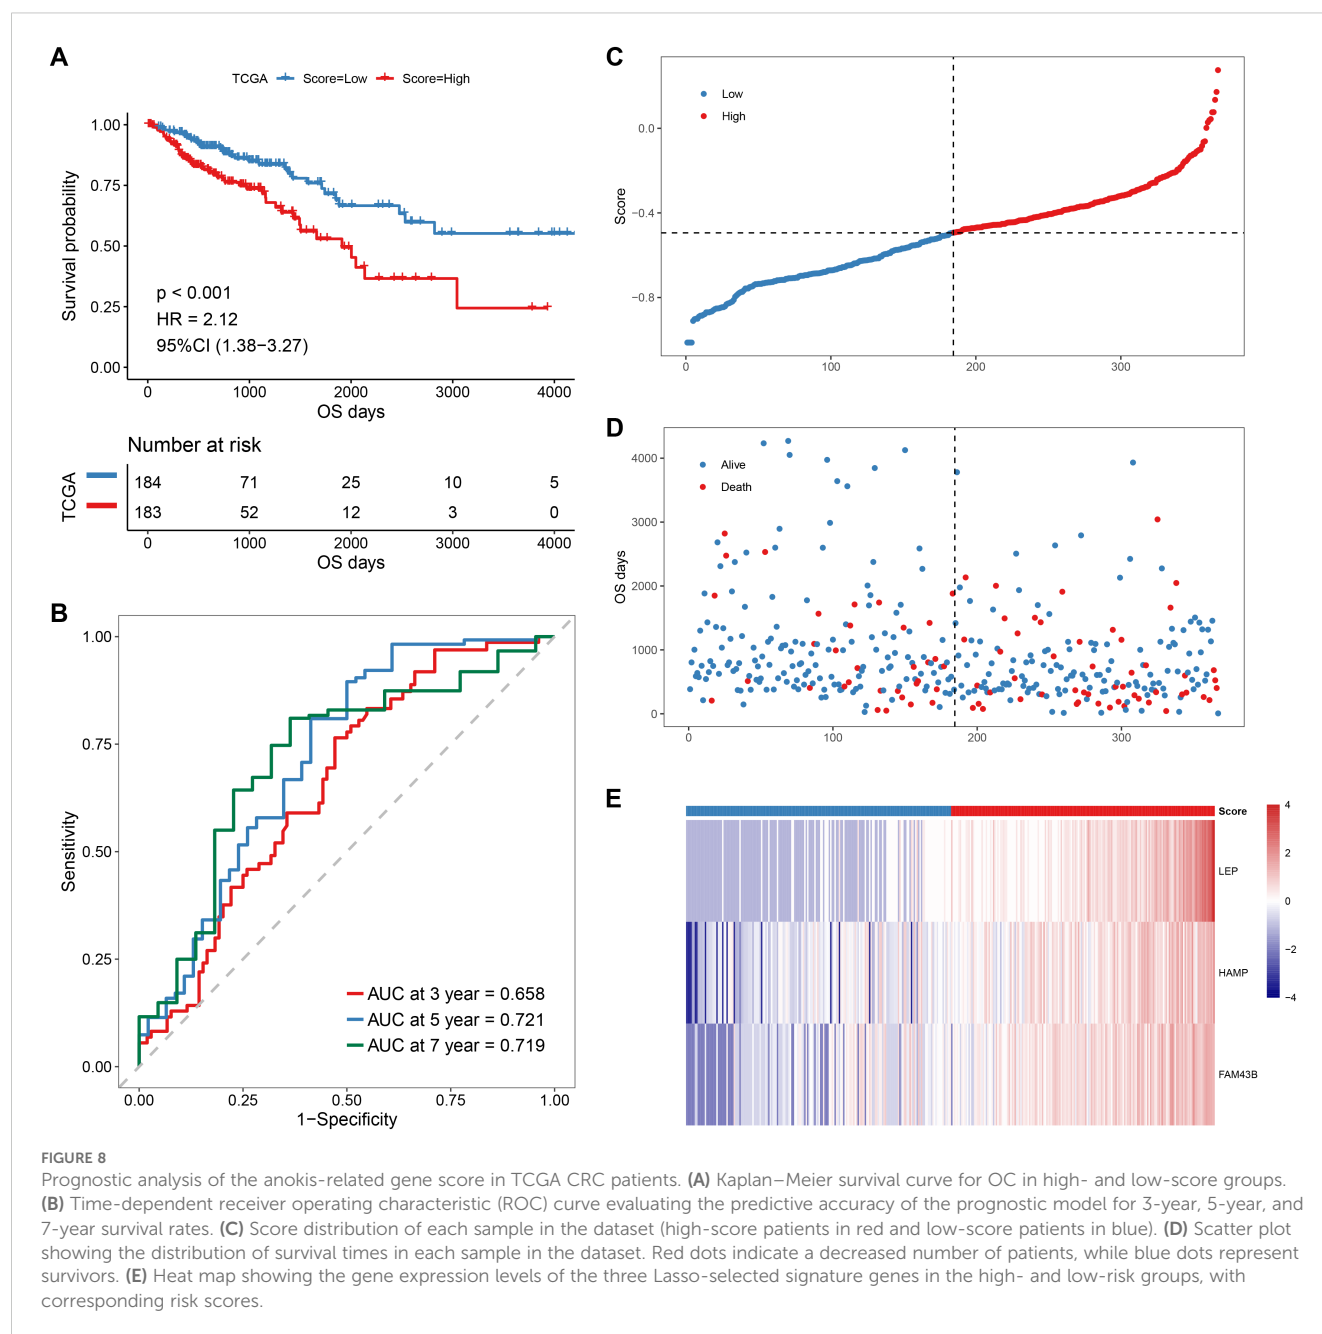 A
TCGA Score=Low Score=High
1.00
0.75
0.50
0.25
0.00
Survival probability
p < 0.001
HR = 2.12
95%CI (1.38−3.27)
0 1000 2000 3000 4000
OS days
Number at risk
TCGA
184 71 25 10 5
183 52 12 3 0
0 1000 2000 3000 4000
OS days
B
1.00
0.75
0.50
0.25
0.00
Sensitivity
AUC at 3 year = 0.658
AUC at 5 year = 0.721
AUC at 7 year = 0.719
0.00 0.25 0.50 0.75 1.00
1−Specificity
C
Low
High
0.0
−0.4
−0.8
Score
0 100 200 300
D
Alive
Death
4000
3000
2000
1000
0
OS days
0 100 200 300
E
Score
LEP
HAMP
FAM43B
4
2
0
−2
−4
FIGURE 8
Prognostic analysis of the anokis-related gene score in TCGA CRC patients. (A) Kaplan–Meier survival curve for OC in high- and low-score groups.
(B) Time-dependent receiver operating characteristic (ROC) curve evaluating the predictive accuracy of the prognostic model for 3-year, 5-year, and
7-year survival rates. (C) Score distribution of each sample in the dataset (high-score patients in red and low-score patients in blue). (D) Scatter plot
showing the distribution of survival times in each sample in the dataset. Red dots indicate a decreased number of patients, while blue dots represent
survivors. (E) Heat map showing the gene expression levels of the three Lasso-selected signature genes in the high- and low-risk groups, with
corresponding risk scores.